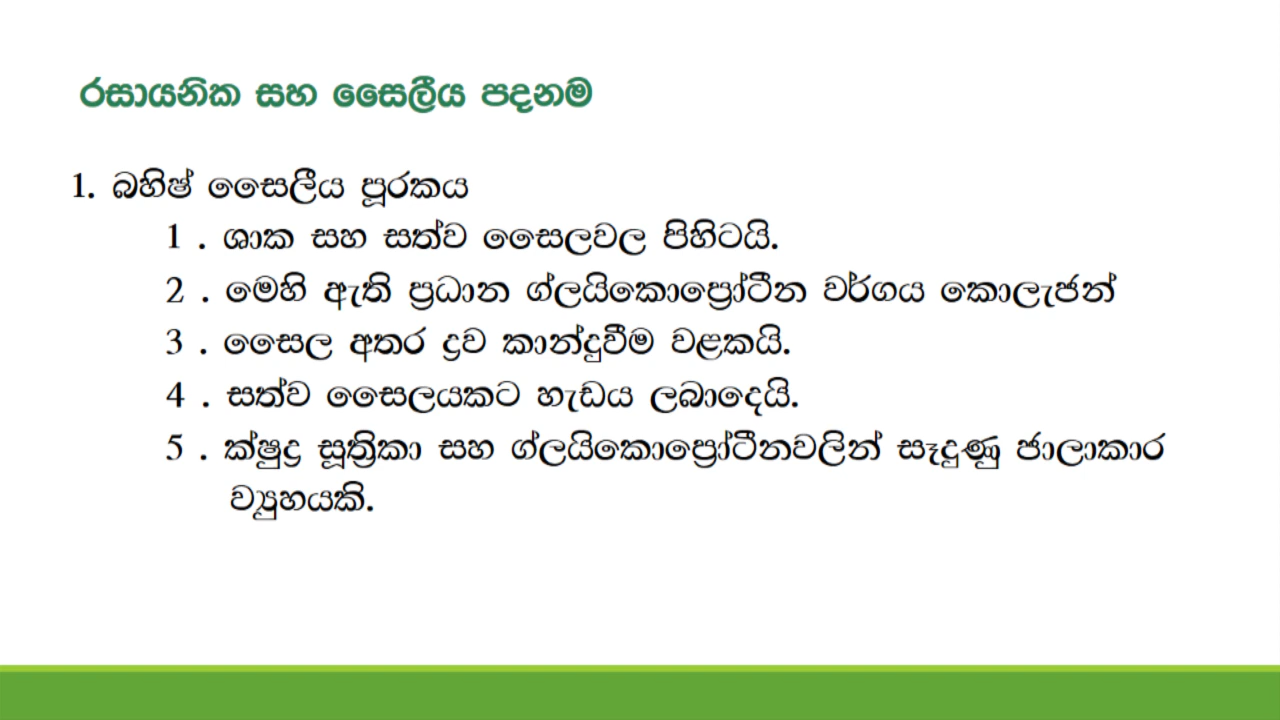 රසායනික සහ සෛලීය පදනම
1. බහිෂ් සෛලීය පූරකය
1 . ශාක සහ සත්ව සෛලවල පිහිටයි.
2 . මෙහි ඇති ප්‍රධාන ග්ලයිකොප්‍රෝටීන වර්ගය කොලැජන්
3 . සෛල අතර ද්‍රව කාන්දුවීම වළකයි.
4 . සත්ව සෛලයකට හැඩය ලබාදෙයි.
5 . ක්ෂුද්‍ර සූත්‍රිකා සහ ග්ලයිකොප්‍රෝටීනවලින් සෑදුණු ජාලාකාර
ව්‍යුහයකි.